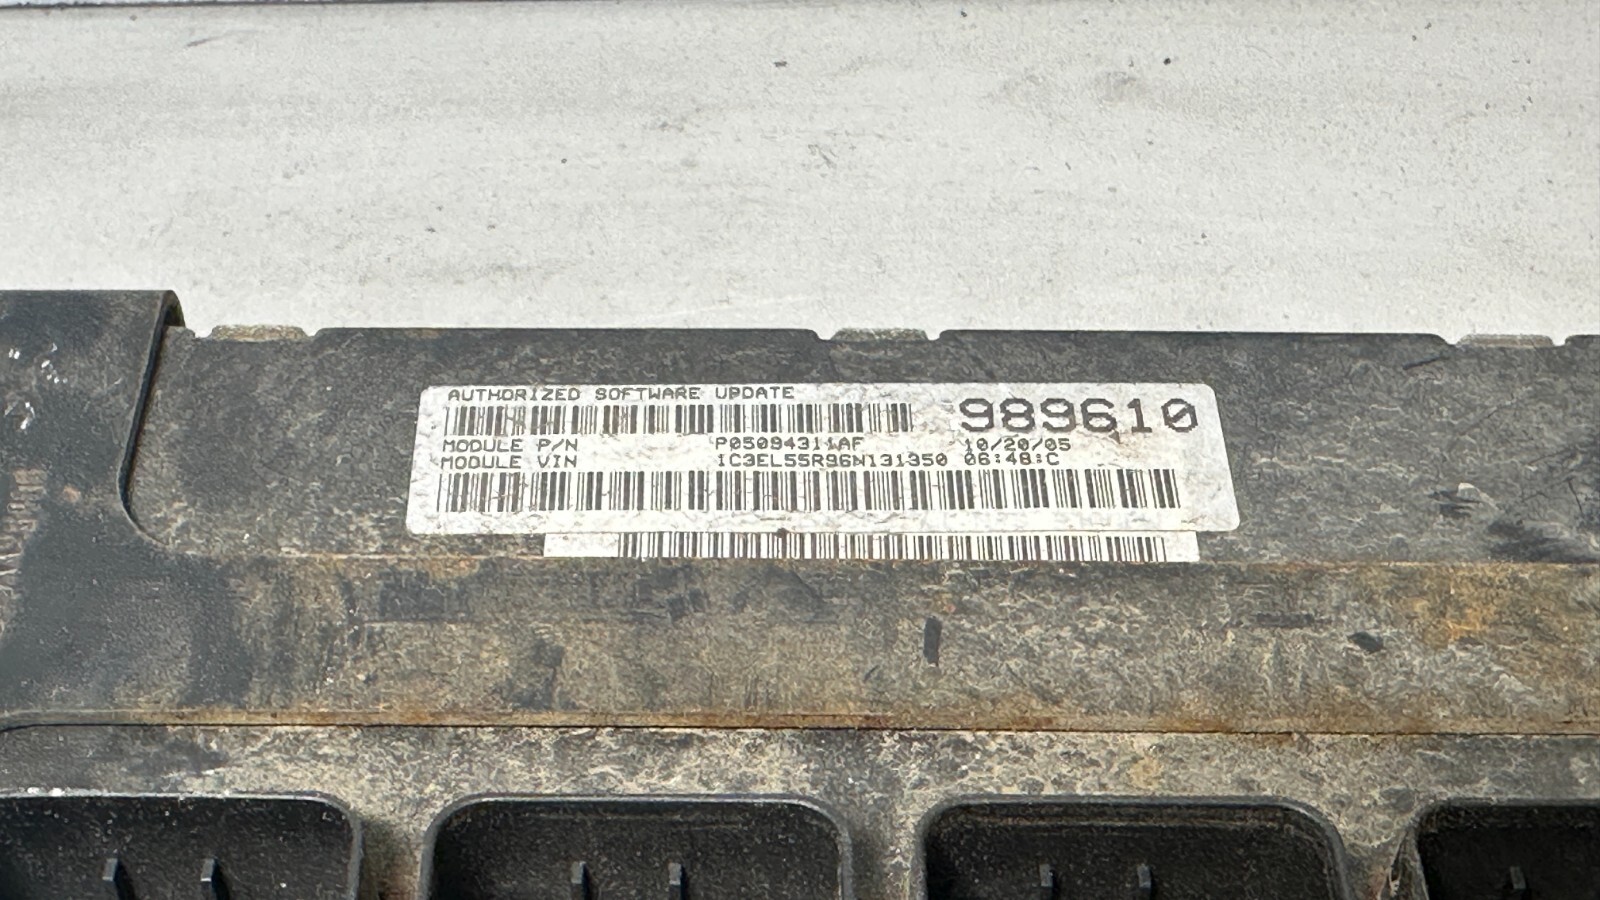 AUTHORIZED SOFTWARE UPDATE
989610
MODULE P/N P05094311AF 10/20/05
MODULE VIN 1C3EL55R96N131350 06:48:C